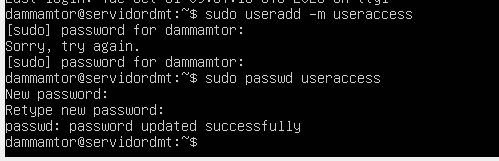 dammamtor@servidordmt:~$ sudo useradd -m useraccess
[sudo] password for dammamtor:
Sorry, try again.
[sudo] password for dammamtor:
dammamtor@servidordmt:~$ sudo passwd useraccess
New password:
Retype new password:
passwd: password updated successfully
dammamtor@servidordmt:~$